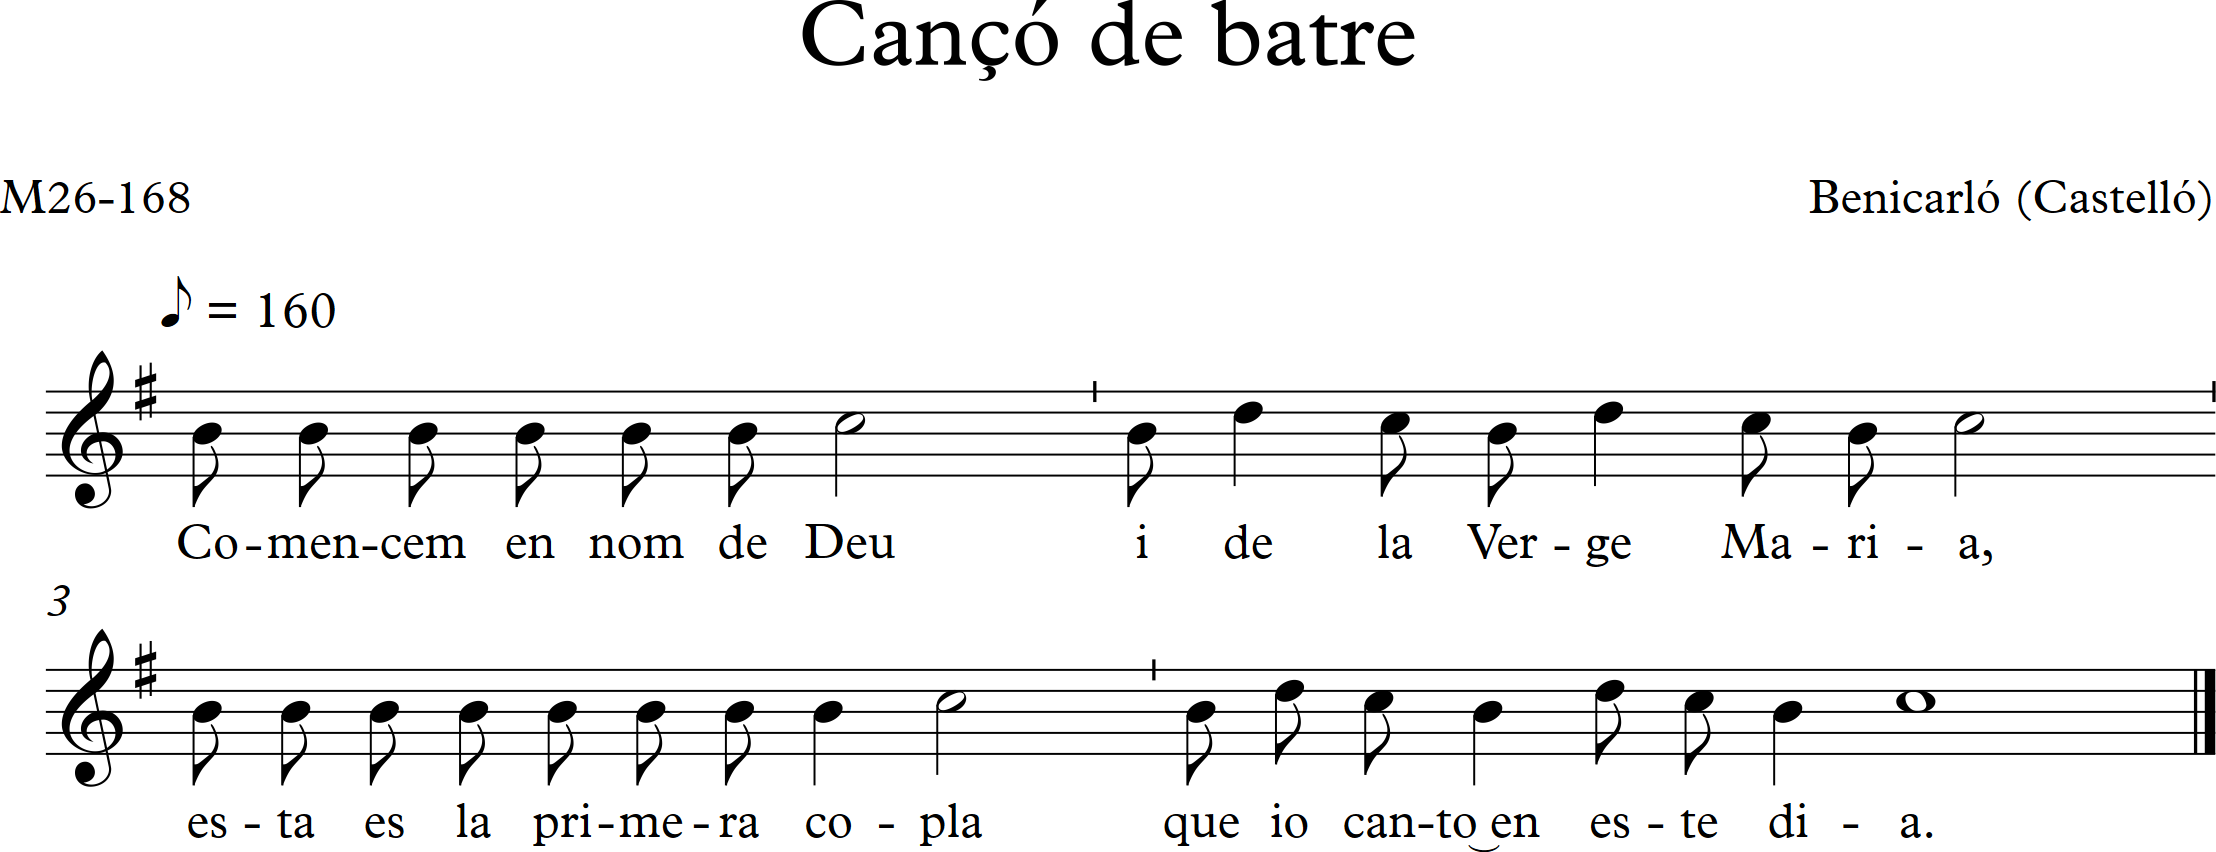 Cançó de batre
M26-168
Benicarló (Castelló)
♪ = 160
Co-men-cem en nom de Deu i de la Ver-ge Ma-ri-a,
3
es-ta es la pri-me-ra co-pla que io can-to‿en es-te di-a.